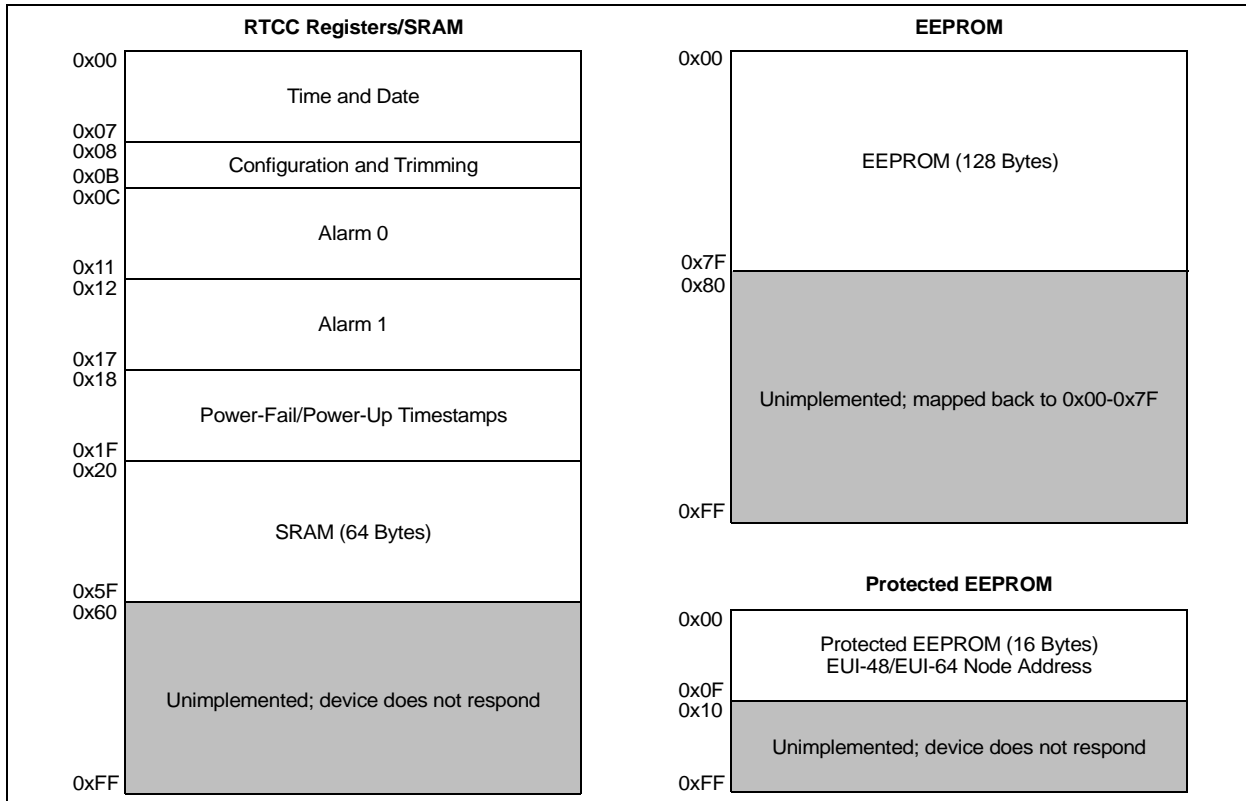 RTCC Registers/SRAM
0x00
Time and Date
0x07
0x08
Configuration and Trimming
0x0B
0x0C
Alarm 0
0x11
0x12
Alarm 1
0x17
0x18
Power-Fail/Power-Up Timestamps
0x1F
0x20
SRAM (64 Bytes)
0x5F
0x60
Unimplemented; device does not respond
0xFF
EEPROM
0x00
EEPROM (128 Bytes)
0x7F
0x80
Unimplemented; mapped back to 0x00-0x7F
0xFF
Protected EEPROM
0x00
Protected EEPROM (16 Bytes)
EUI-48/EUI-64 Node Address
0x0F
0x10
Unimplemented; device does not respond
0xFF